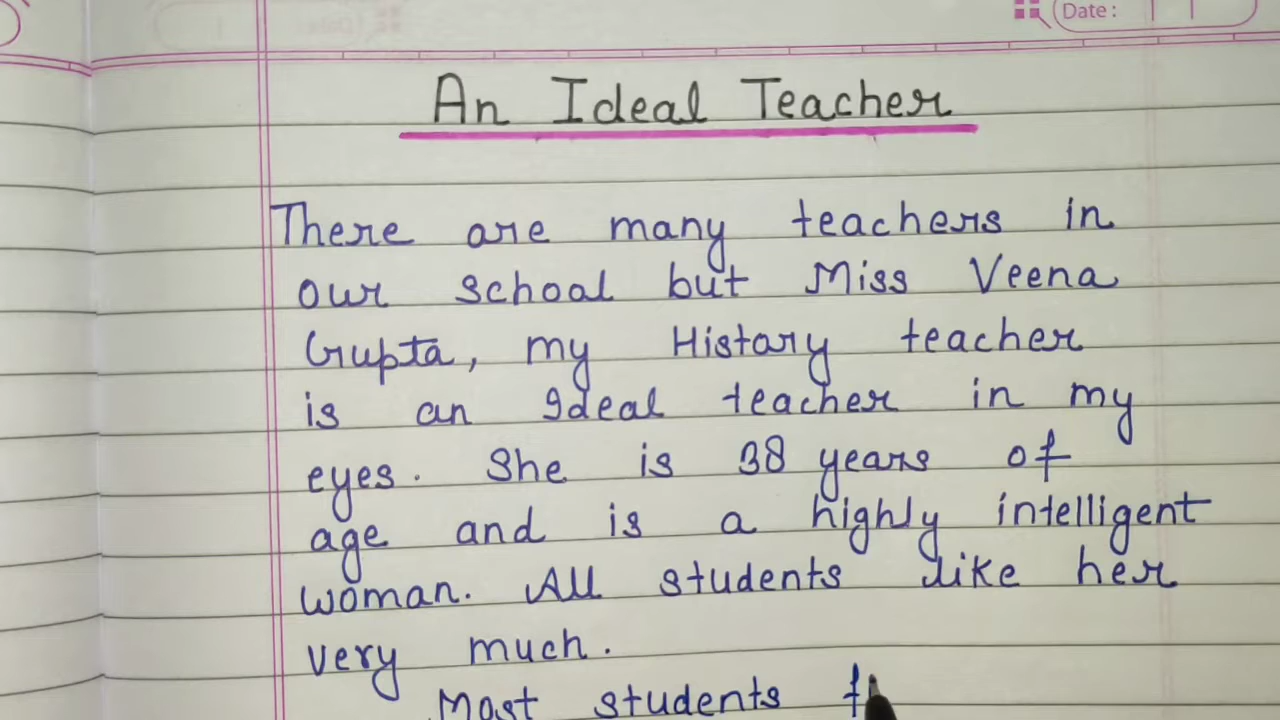 Date:
An Ideal Teacher
There are many teachers in
our school but Miss Veena
Gupta, my History teacher
is an Ideal teacher in my
eyes. She is 38 years of
age and is a highly intelligent
woman. All students like her
very much.
Most students